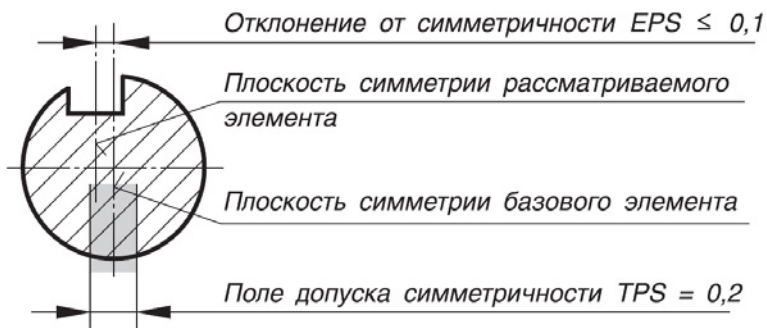 Отклонение от симметричности EPS ≤ 0,1
Плоскость симметрии рассматриваемого
элемента
Плоскость симметрии базового элемента
Поле допуска симметричности TPS = 0,2